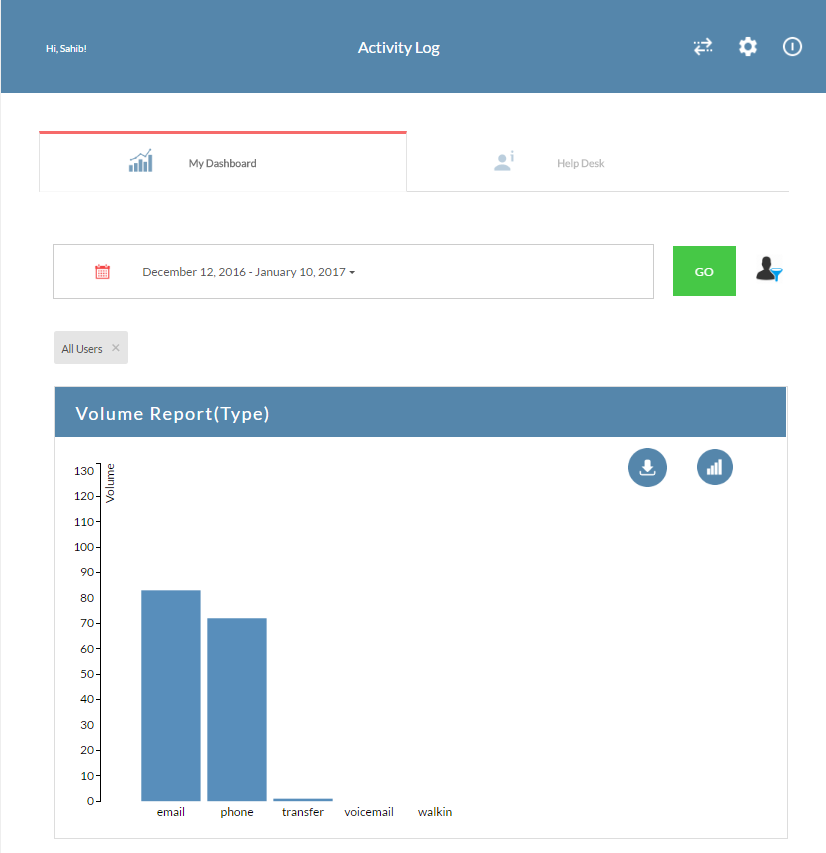 Hi, Sahib!
Activity Log
My Dashboard
Help Desk
December 12, 2016 - January 10, 2017
GO
All Users ×
Volume Report(Type)
Volume
130
120
110
100
90
80
70
60
50
40
30
20
10
0
email phone transfer voicemail walkin